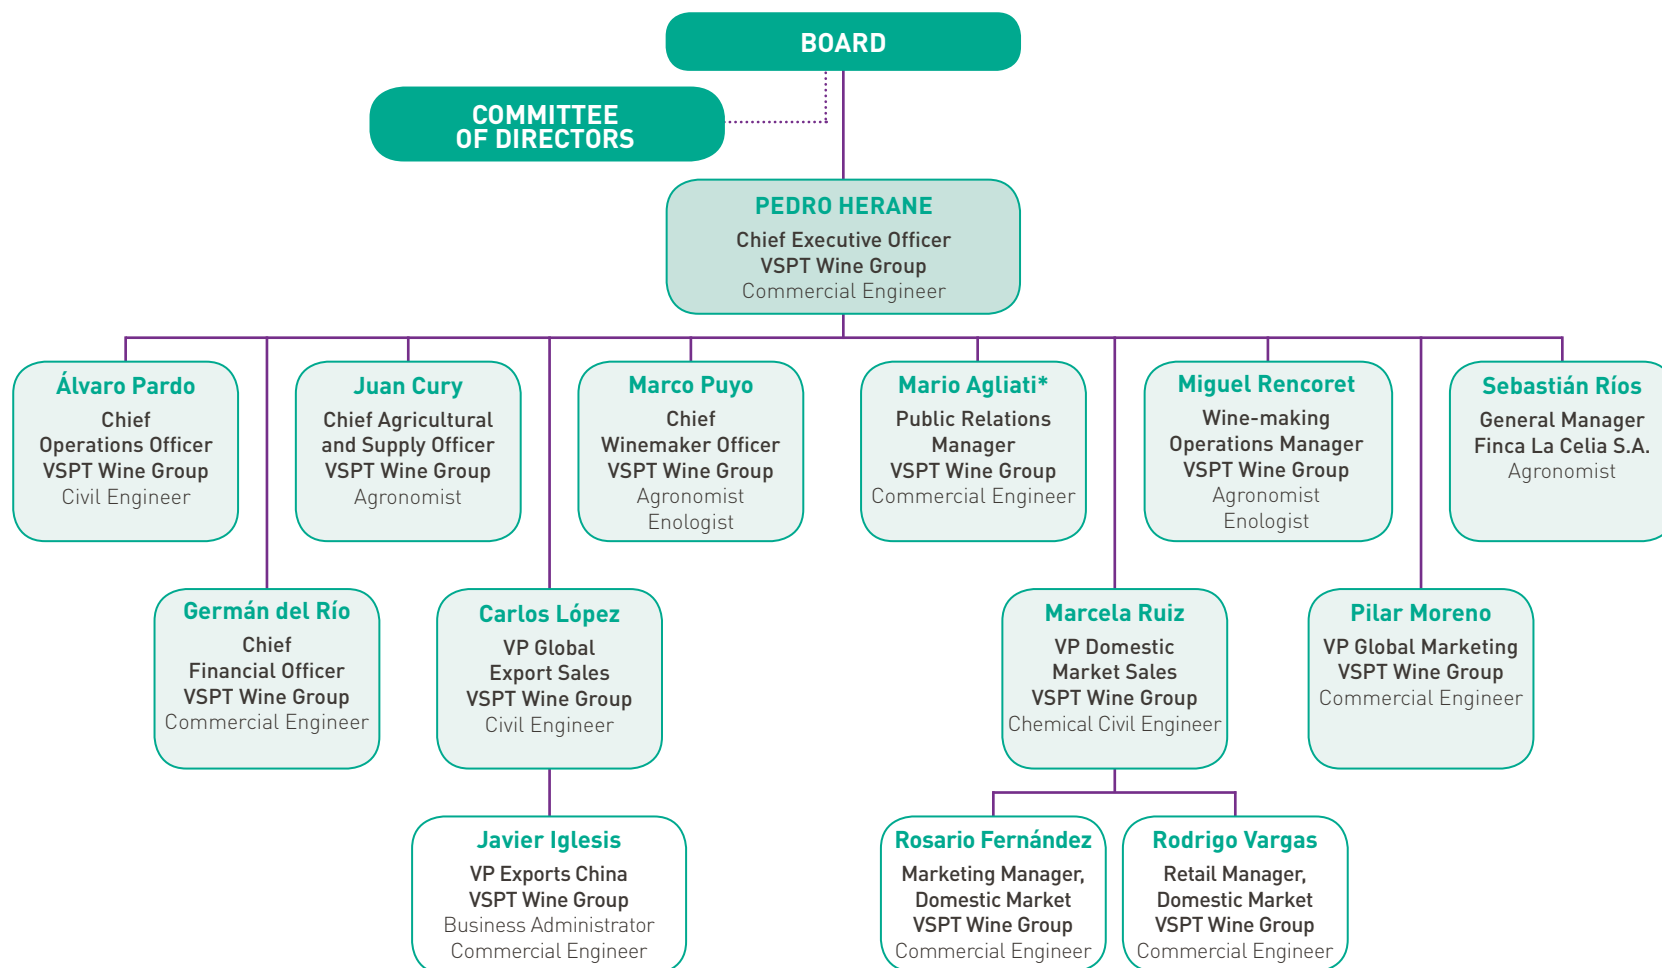 BOARD
COMMITTEE
OF DIRECTORS
PEDRO HERANE
Chief Executive Officer
VSPT Wine Group
Commercial Engineer
Álvaro Pardo
Chief
Operations Officer
VSPT Wine Group
Civil Engineer
Juan Cury
Chief Agricultural
and Supply Officer
VSPT Wine Group
Agronomist
Marco Puyo
Chief
Winemaker Officer
VSPT Wine Group
Agronomist
Enologist
Mario Agliati*
Public Relations
Manager
VSPT Wine Group
Commercial Engineer
Miguel Rencoret
Wine-making
Operations Manager
VSPT Wine Group
Agronomist
Enologist
Sebastián Ríos
General Manager
Finca La Celia S.A.
Agronomist
Germán del Río
Chief
Financial Officer
VSPT Wine Group
Commercial Engineer
Carlos López
VP Global
Export Sales
VSPT Wine Group
Civil Engineer
Marcela Ruiz
VP Domestic
Market Sales
VSPT Wine Group
Chemical Civil Engineer
Pilar Moreno
VP Global Marketing
VSPT Wine Group
Commercial Engineer
Javier Iglesis
VP Exports China
VSPT Wine Group
Business Administrator
Commercial Engineer
Rosario Fernández
Marketing Manager,
Domestic Market
VSPT Wine Group
Commercial Engineer
Rodrigo Vargas
Retail Manager,
Domestic Market
VSPT Wine Group
Commercial Engineer